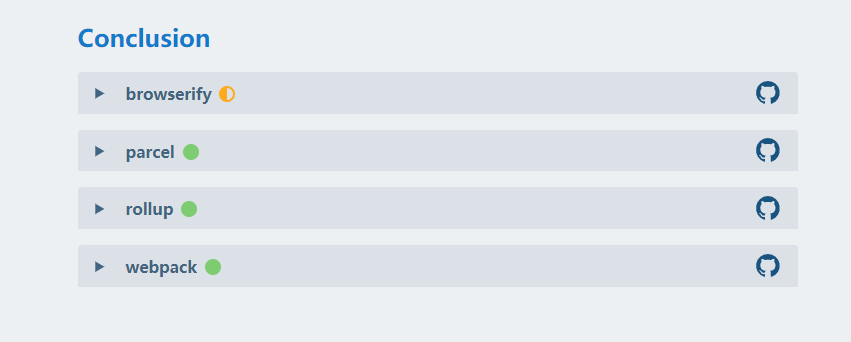 Conclusion
browserify
parcel
rollup
webpack